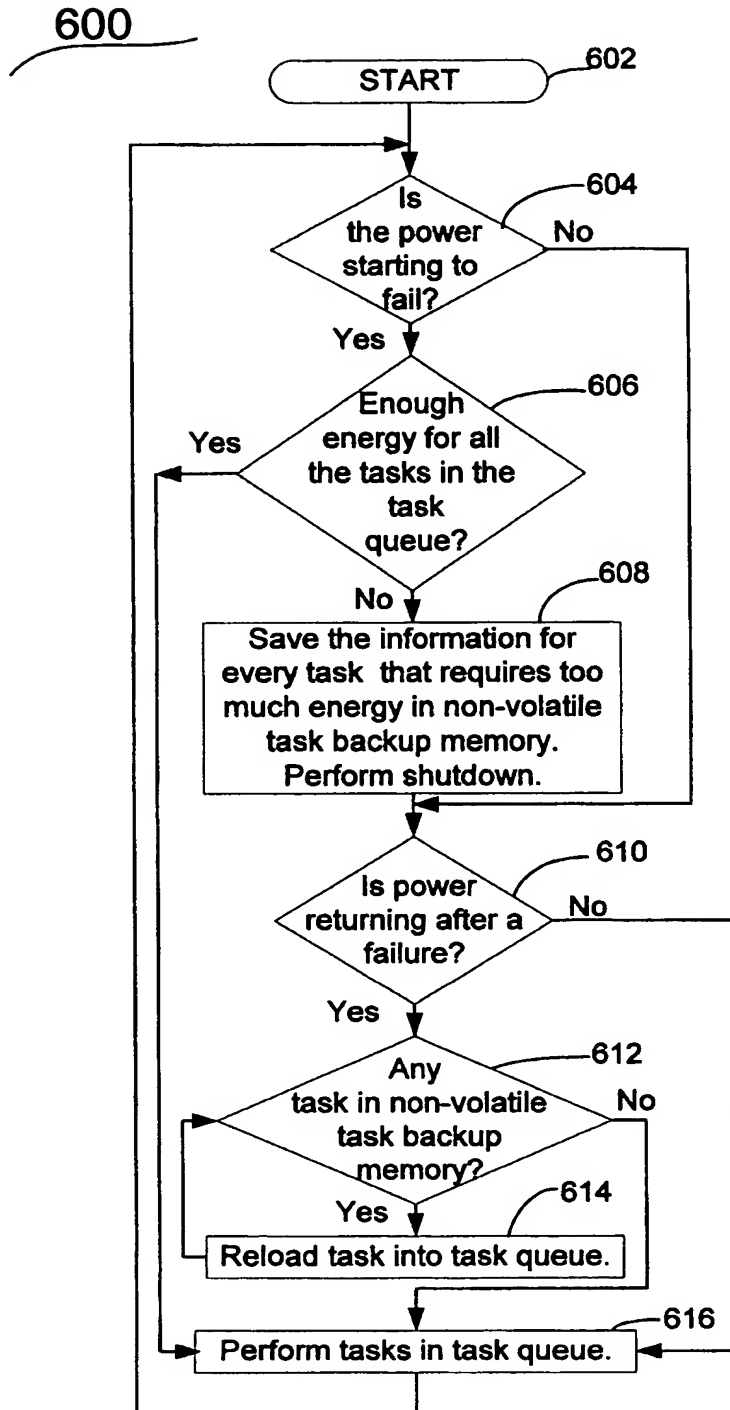 600
START
602
604
Is
the power
starting to
fail?
No
Yes
606
Enough
energy for all
the tasks in the
task
queue?
Yes
No
608
Save the information for
every task that requires too
much energy in non-volatile
task backup memory.
Perform shutdown.
610
Is power
returning after a
failure?
No
Yes
612
Any
task in non-volatile
task backup
memory?
No
Yes
614
Reload task into task queue.
616
Perform tasks in task queue.